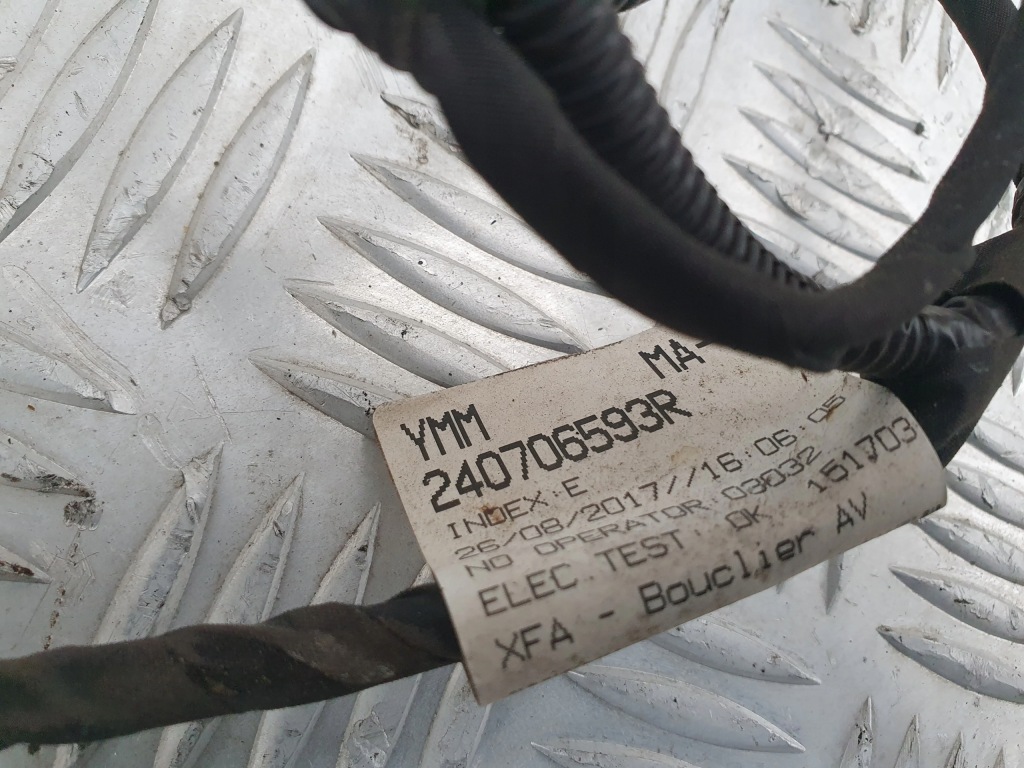 YMM MA-
240706593R
INDEX:E
26/08/2017//16:06:05
NO OPERATOR:03032
ELEC. TEST OK 151703
XFA - Bouclier AV